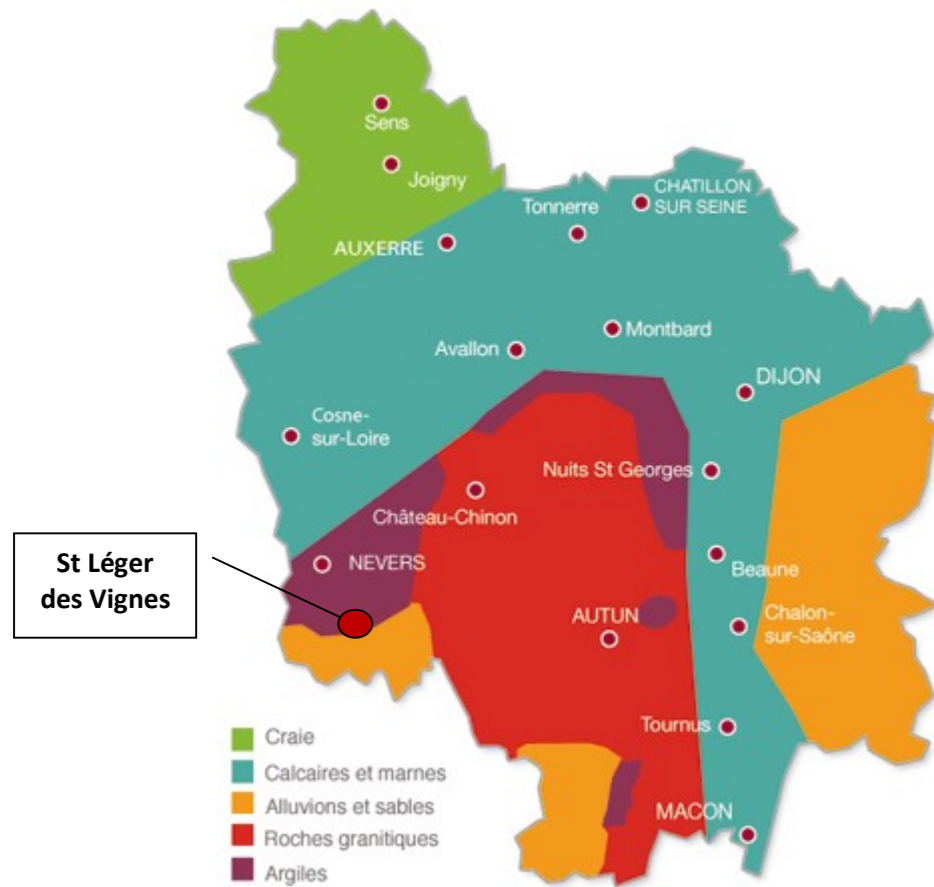 Sens
Joigny
CHATILLON
SUR SEINE
Tonnerre
AUXERRE
Montbard
Avallon
DIJON
Cosne-
sur-Loire
Nuits St Georges
Château-Chinon
St Léger
des Vignes
NEVERS
Beaune
AUTUN
Chalon-
sur-Saône
Tournus
MACON
Craie
Calcaires et marnes
Alluvions et sables
Roches granitiques
Argiles